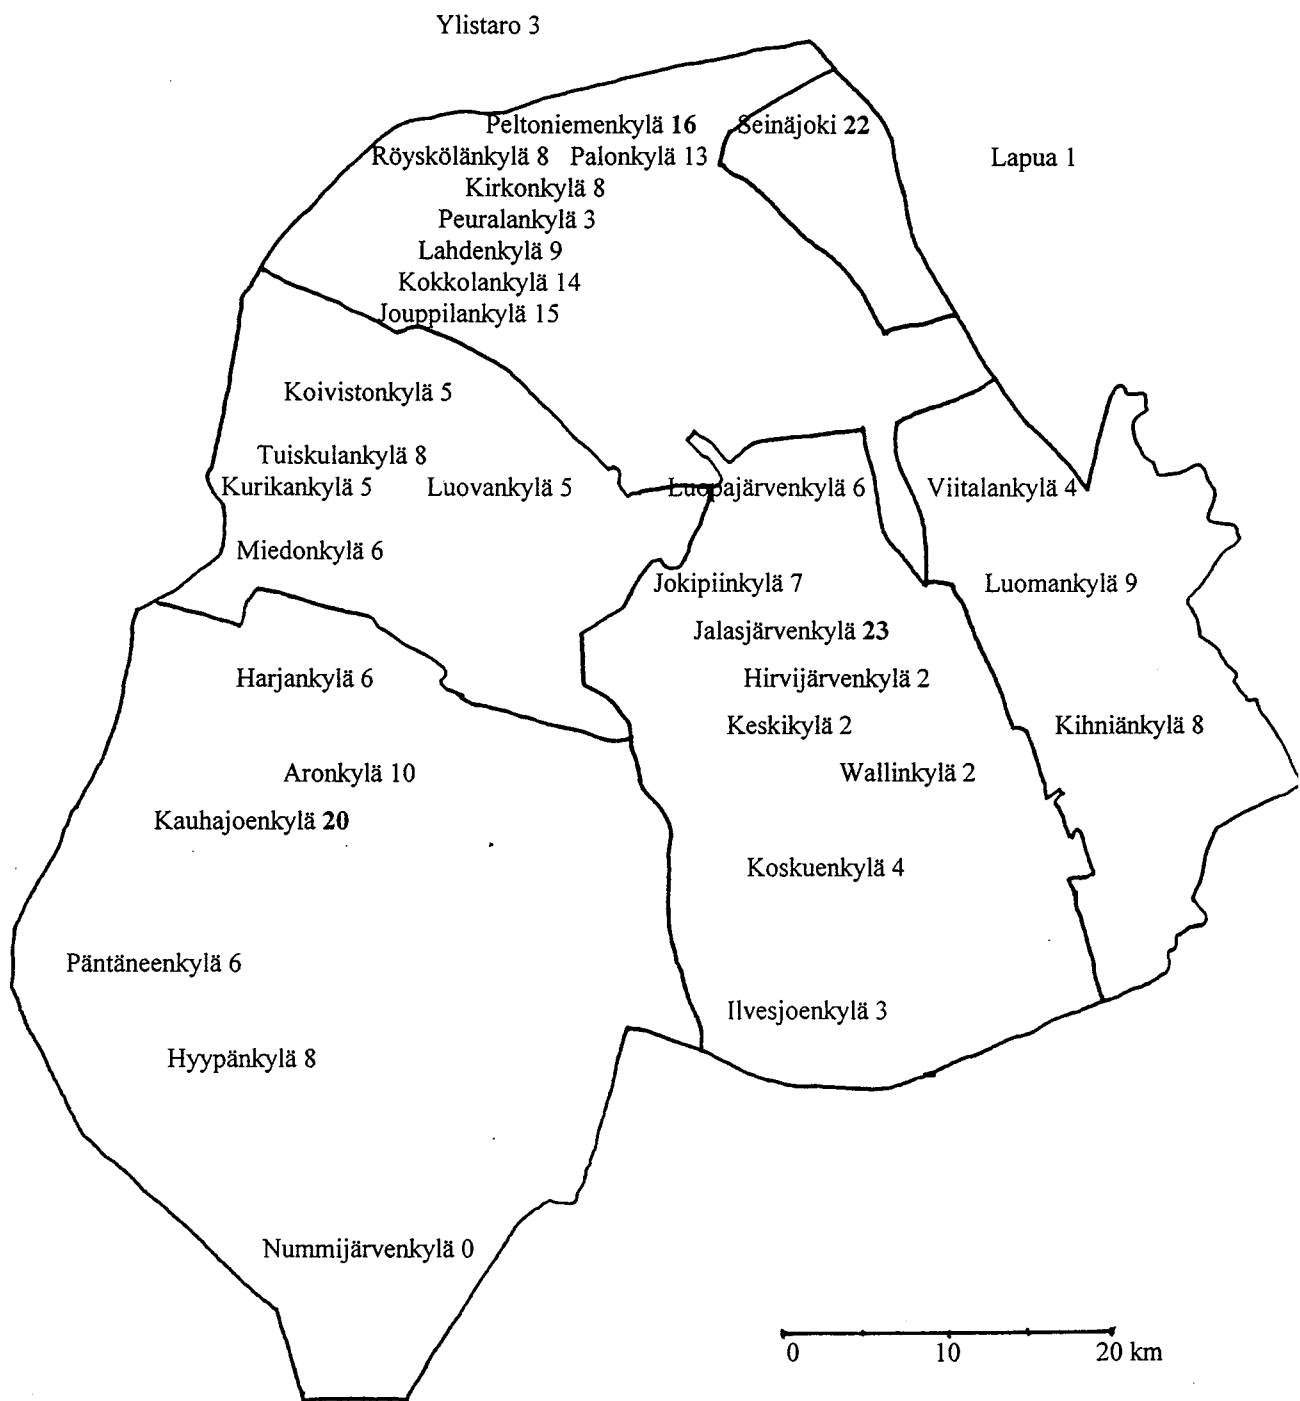 Ylistaro 3
Peltoniemenkylä 16 Seinäjoki 22
Röyskölänkylä 8 Palonkylä 13 Lapua 1
Kirkonkylä 8
Peuralankylä 3
Lahdenkylä 9
Kokkolankylä 14
Jouppilankylä 15
Koivistonkylä 5
Tuiskulankylä 8
Kurikankylä 5 Luovankylä 5 Luopajärvenkylä 6 Viitalankylä 4
Miedonkylä 6
Jokipiinkylä 7 Luomankylä 9
Jalasjärvenkylä 23
Harjankylä 6 Hirvijärvenkylä 2
Keskikylä 2 Kihniänkylä 8
Aronkylä 10 Wallinkylä 2
Kauhajoenkylä 20
Koskuenkylä 4
Päntäneenkylä 6
Ilvesjoenkylä 3
Hyypänkylä 8
Nummijärvenkylä 0
0 10 20 km